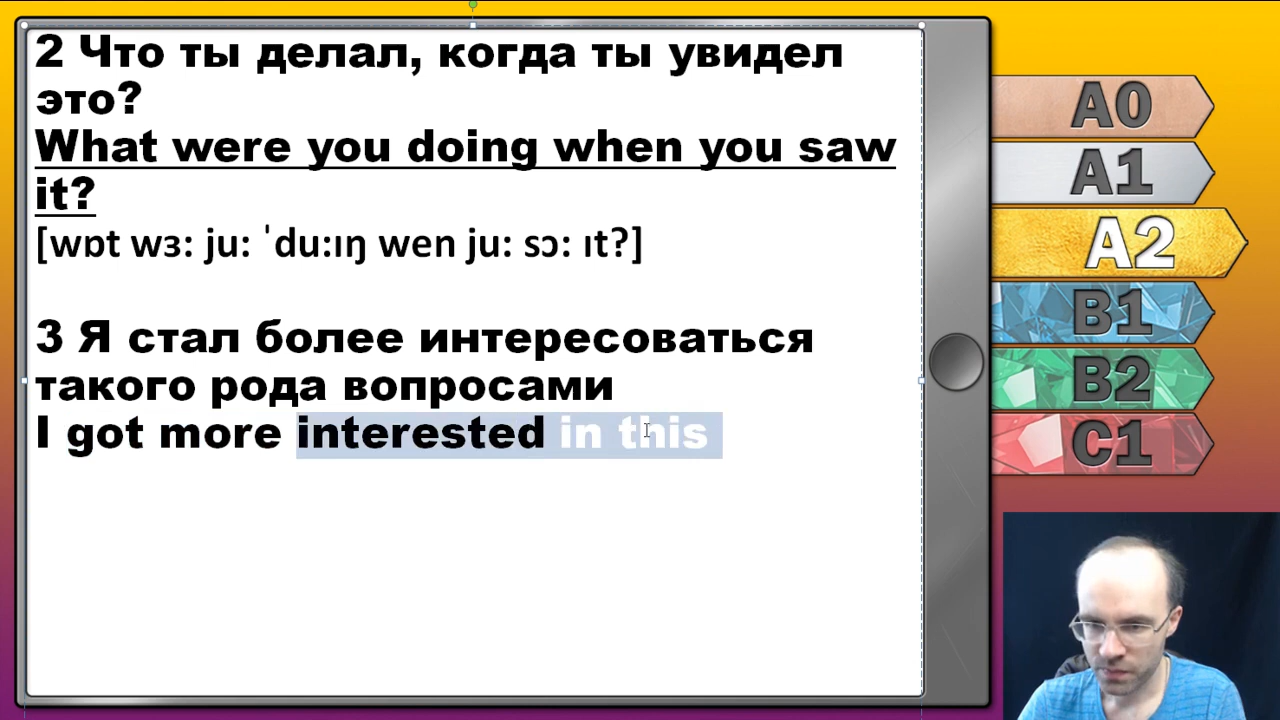 2 Что ты делал, когда ты увидел
это?
What were you doing when you saw
it?
[wɒt wɜ: ju: ˈdu:ɪŋ wen ju: sɔ: ɪt?]
3 Я стал более интересоваться
такого рода вопросами
I got more interested in this
A0
A1
A2
B1
B2
C1